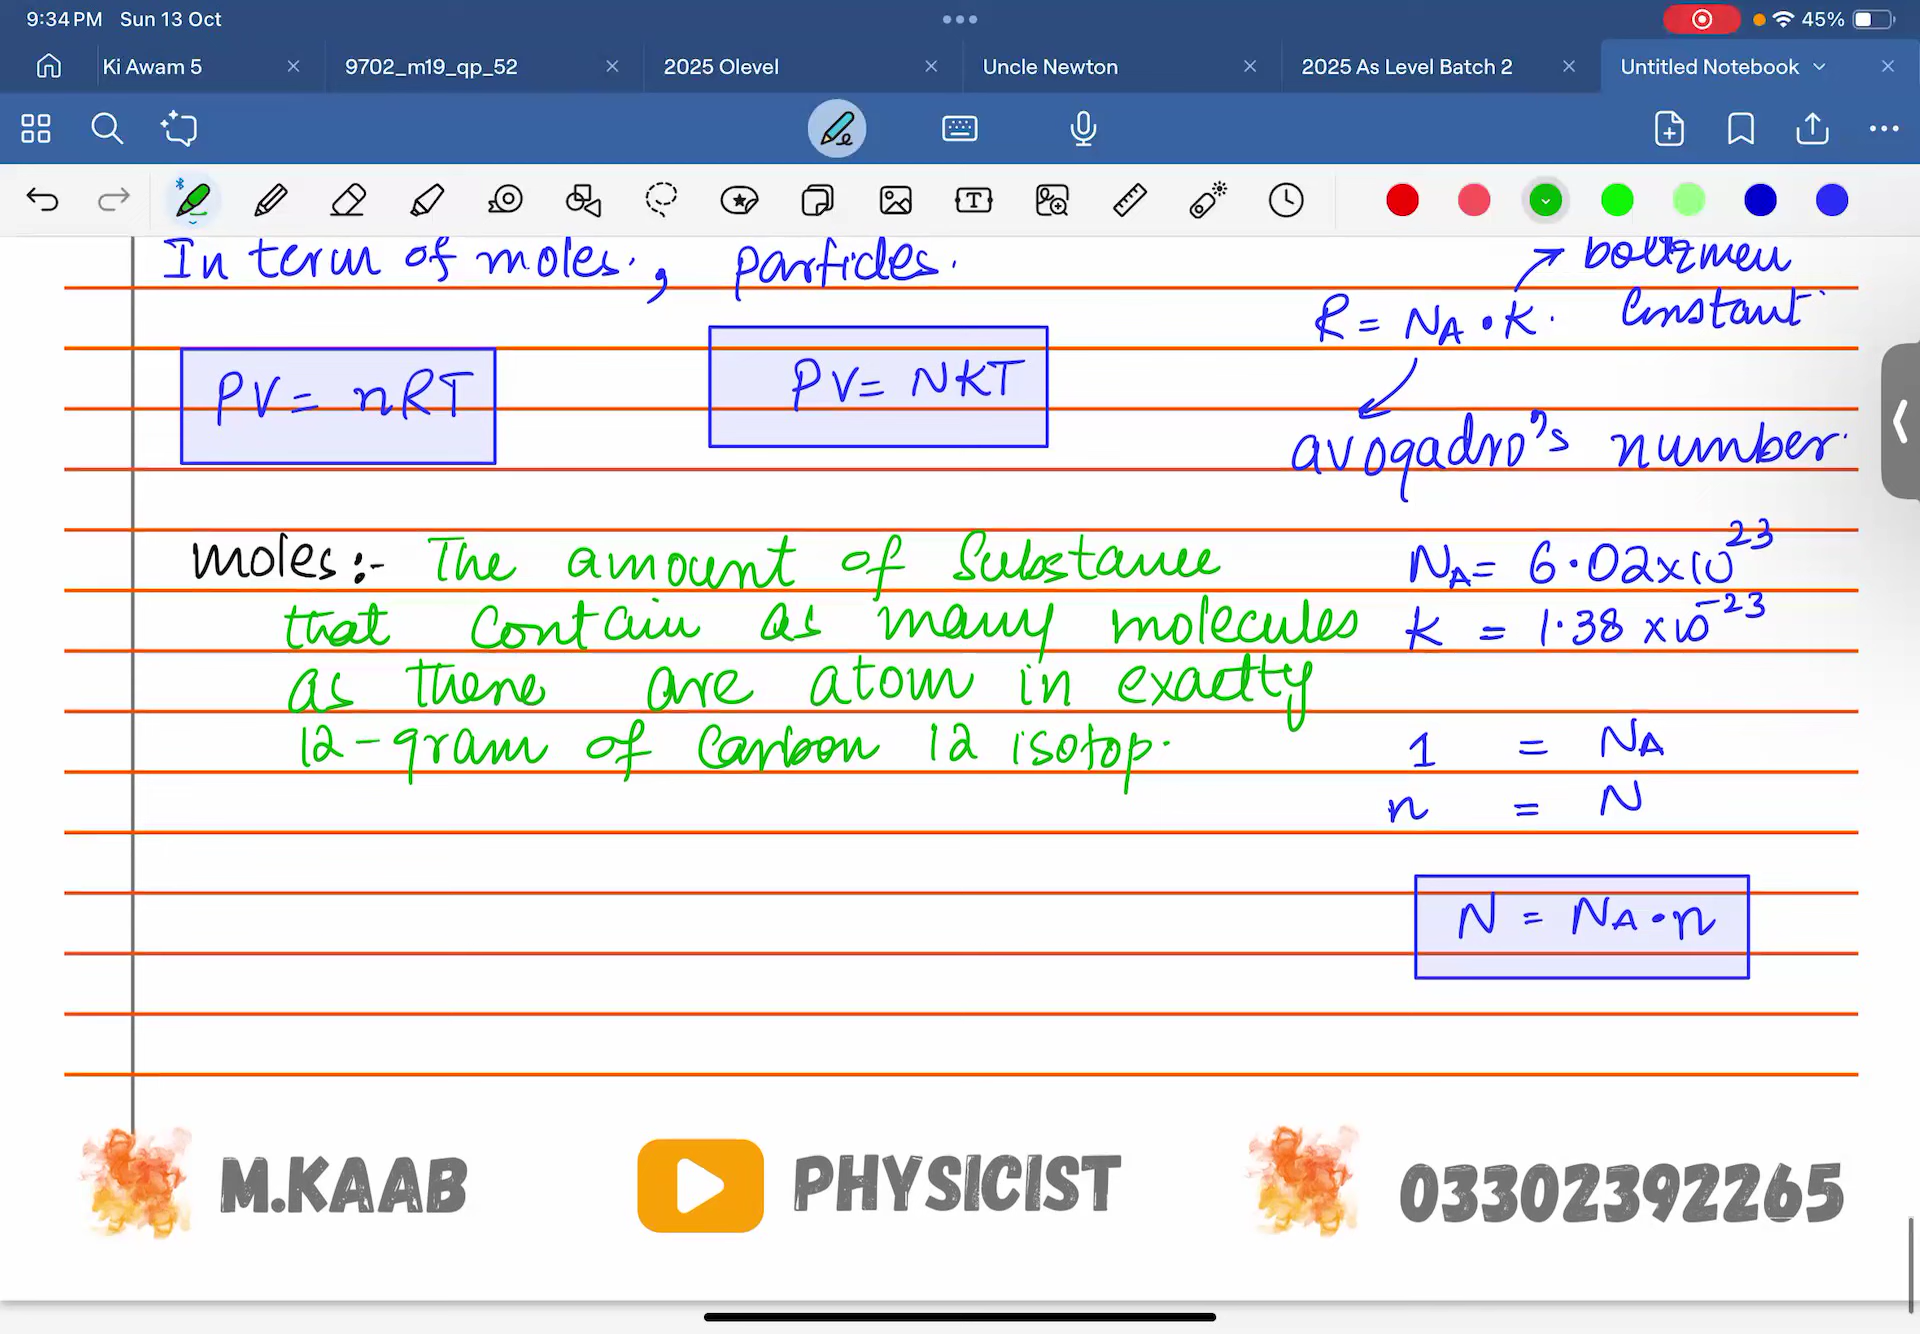 9:34 PM Sun 13 Oct
45%
Ki Awam 5
9702_m19_qp_52
2025 Olevel
Uncle Newton
2025 As Level Batch 2
Untitled Notebook
In term of moles, particles.
boltzmen
R = NA • K. Constant
PV = nRT
PV = NKT
avogadro's number.
moles:- The amount of Substance
that contain as many molecules
as there are atom in exactly
12-gram of Carbon 12 isotop.
NA = 6.02x10^23
K = 1.38 x10^-23
1 = NA
n = N
N = NA • n
M.KAAB
PHYSICIST
03302392265